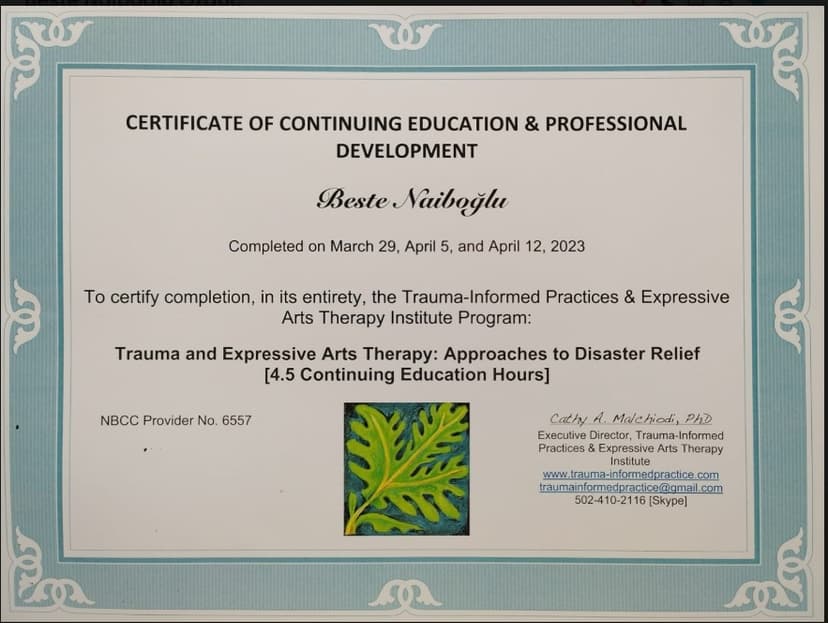 CERTIFICATE OF CONTINUING EDUCATION & PROFESSIONAL
DEVELOPMENT
Beste Naiboğlu
Completed on March 29, April 5, and April 12, 2023
To certify completion, in its entirety, the Trauma-Informed Practices & Expressive
Arts Therapy Institute Program:
Trauma and Expressive Arts Therapy: Approaches to Disaster Relief
[4.5 Continuing Education Hours]
NBCC Provider No. 6557
Cathy A. Malchiodi, PhD
Executive Director, Trauma-Informed
Practices & Expressive Arts Therapy
Institute
www.trauma-informedpractice.com
traumainformedpractice@gmail.com
502-410-2116 [Skype]